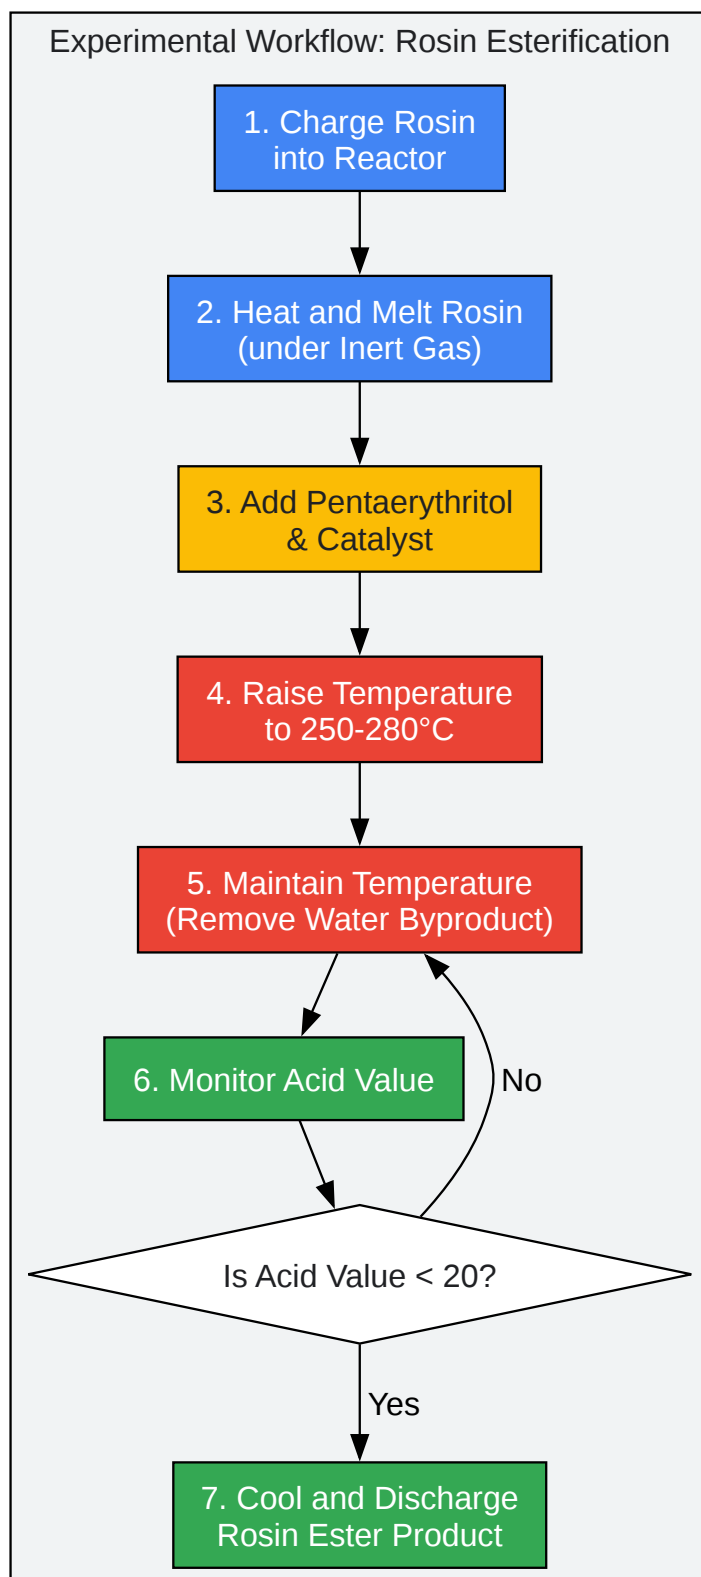 Experimental Workflow: Rosin Esterification
1. Charge Rosin
into Reactor
2. Heat and Melt Rosin
(under Inert Gas)
3. Add Pentaerythritol
& Catalyst
4. Raise Temperature
to 250-280°C
5. Maintain Temperature
(Remove Water Byproduct)
6. Monitor Acid Value
No
Is Acid Value < 20?
Yes
7. Cool and Discharge
Rosin Ester Product